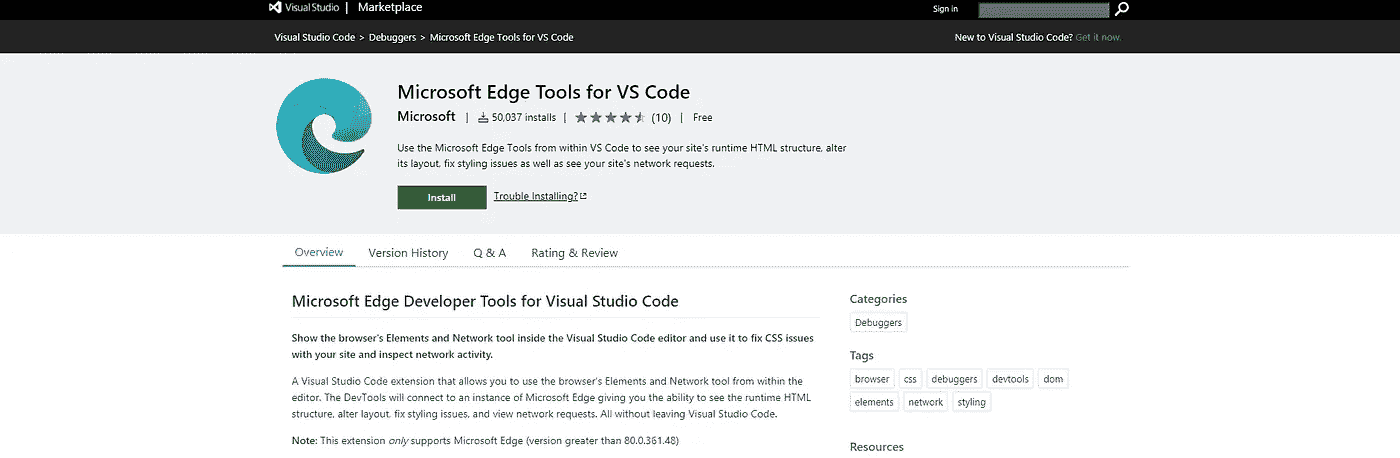 Visual Studio | Marketplace
Sign in
Visual Studio Code > Debuggers > Microsoft Edge Tools for VS Code
New to Visual Studio Code? Get it now.
Microsoft Edge Tools for VS Code
Microsoft | 50,037 installs | (10) | Free
Use the Microsoft Edge Tools from within VS Code to see your site's runtime HTML structure, alter
its layout, fix styling issues as well as see your site's network requests.
Install
Trouble Installing?
Overview
Version History
Q & A
Rating & Review
Microsoft Edge Developer Tools for Visual Studio Code
Show the browser's Elements and Network tool inside the Visual Studio Code editor and use it to fix CSS issues
with your site and inspect network activity.
A Visual Studio Code extension that allows you to use the browser's Elements and Network tool from within the
editor. The DevTools will connect to an instance of Microsoft Edge giving you the ability to see the runtime HTML
structure, alter layout, fix styling issues, and view network requests. All without leaving Visual Studio Code.
Note: This extension only supports Microsoft Edge (version greater than 80.0.361.48)
Categories
Debuggers
Tags
browser
css
debuggers
devtools
dom
elements
network
styling
Resources